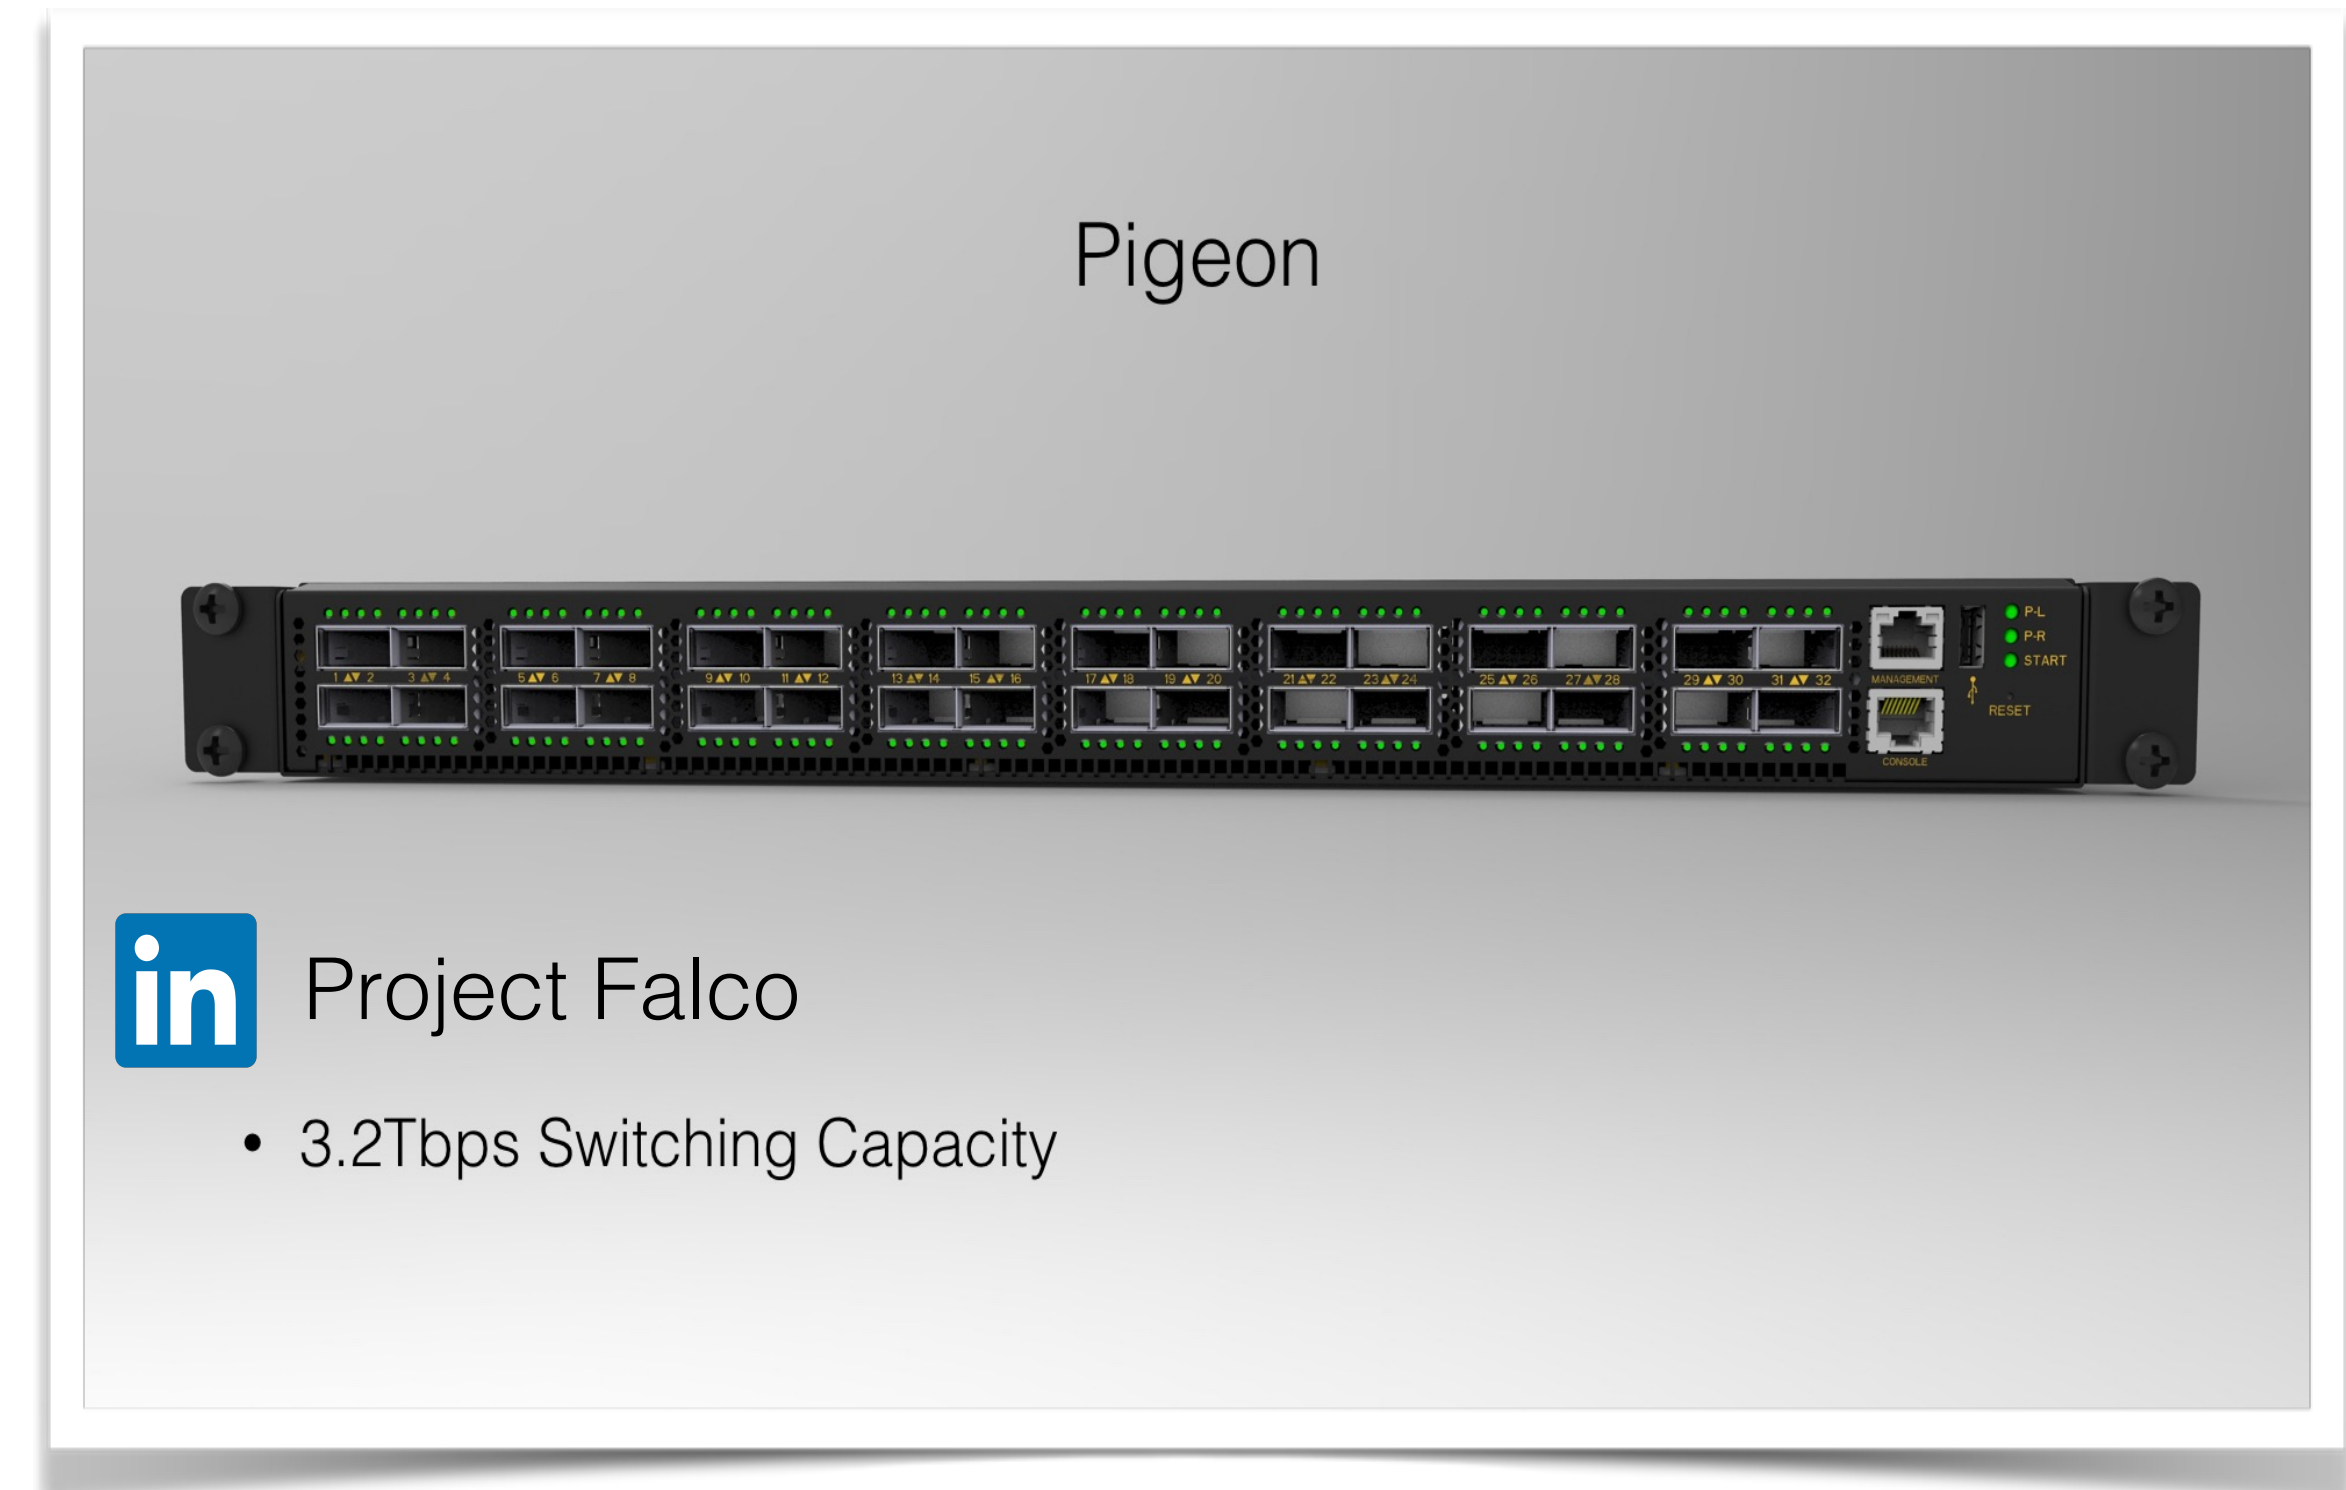 Pigeon
1 ▲▼ 2 3 ▲▼ 4 5 ▲▼ 6 7 ▲▼ 8 9 ▲▼ 10 11 ▲▼ 12 13 ▲▼ 14 15 ▲▼ 16 17 ▲▼ 18 19 ▲▼ 20 21 ▲▼ 22 23 ▲▼ 24 25 ▲▼ 26 27 ▲▼ 28 29 ▲▼ 30 31 ▲▼ 32
MANAGEMENT
CONSOLE
P-L
P-R
START
RESET
in
Project Falco
• 3.2Tbps Switching Capacity